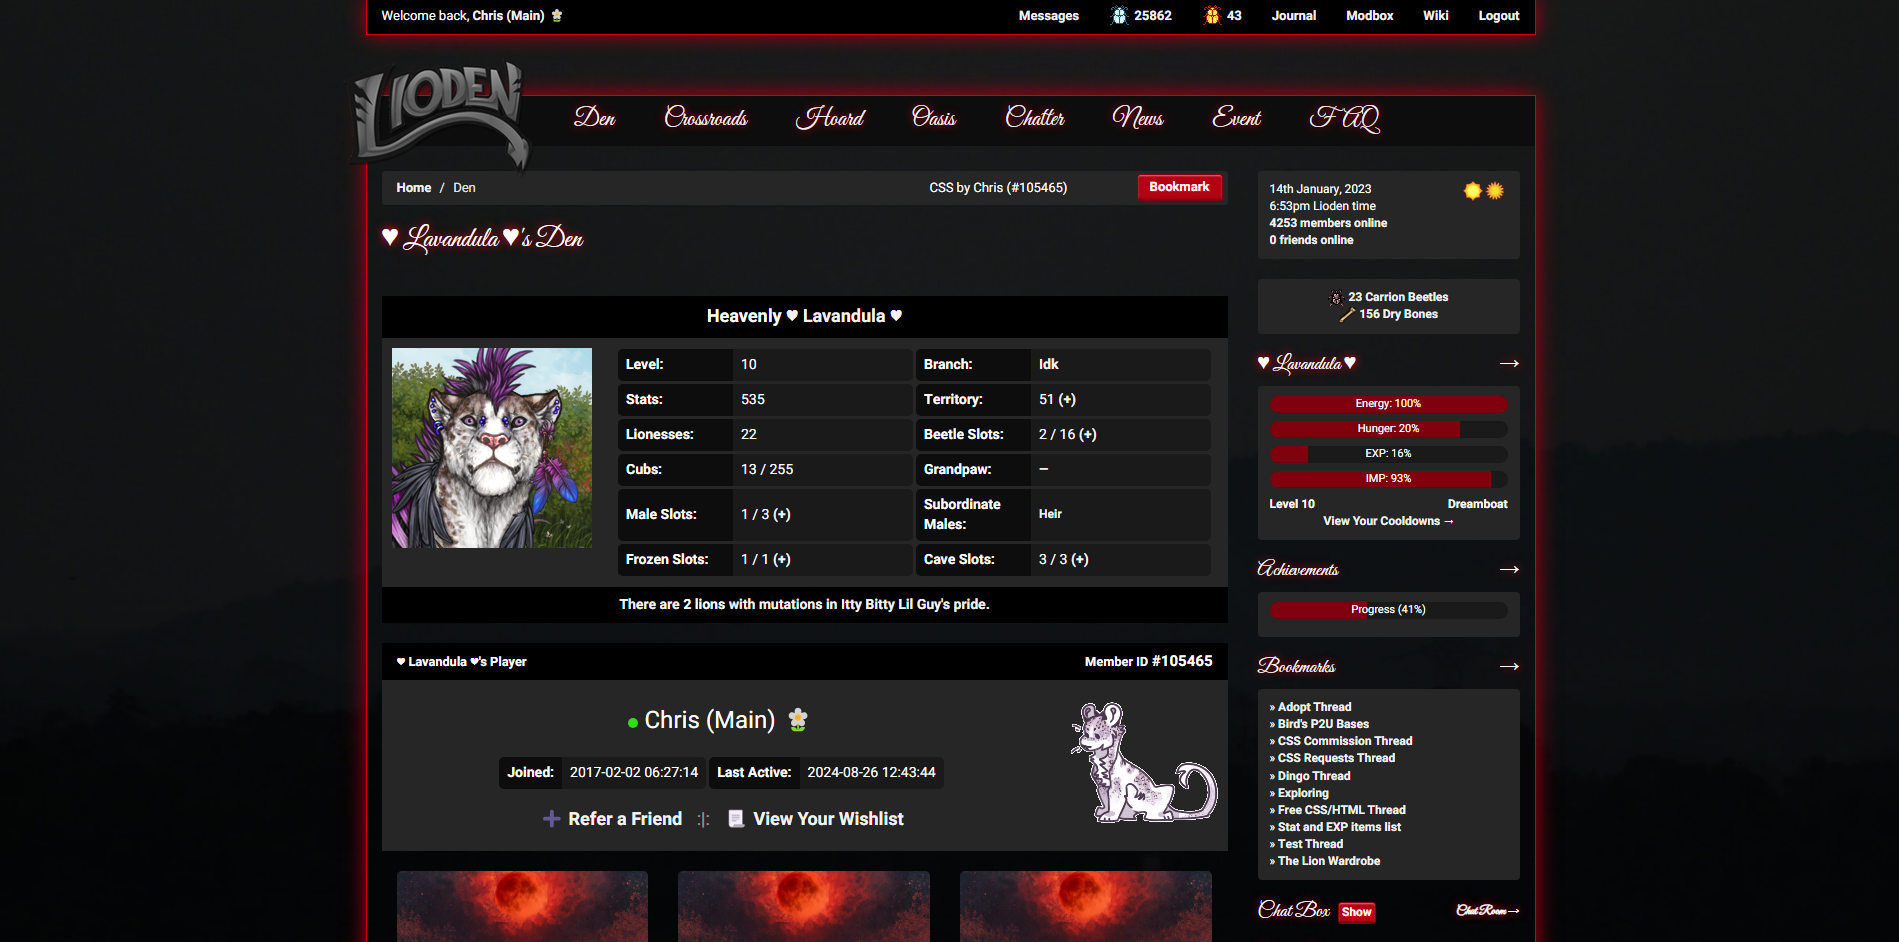 Welcome back, Chris (Main)
Messages 25862 43 Journal Modbox Wiki Logout
LIODEN
Den Crossroads Hoard Oasis Chatter News Event FAQ
Home / Den CSS by Chris (#105465) Bookmark
♥ Lavandula ♥'s Den
Heavenly ♥ Lavandula ♥
Level: 10 Branch: Idk
Stats: 535 Territory: 51 (+)
Lionesses: 22 Beetle Slots: 2 / 16 (+)
Cubs: 13 / 255 Grandpaw: –
Male Slots: 1 / 3 (+) Subordinate
Males: Heir
Frozen Slots: 1 / 1 (+) Cave Slots: 3 / 3 (+)
There are 2 lions with mutations in Itty Bitty Lil Guy's pride.
♥ Lavandula ♥'s Player Member ID #105465
Chris (Main)
Joined: 2017-02-02 06:27:14 Last Active: 2024-08-26 12:43:44
Refer a Friend :|: View Your Wishlist
14th January, 2023
6:53pm Lioden time
4253 members online
0 friends online
23 Carrion Beetles
156 Dry Bones
♥ Lavandula ♥ →
Energy: 100%
Hunger: 20%
EXP: 16%
IMP: 93%
Level 10 Dreamboat
View Your Cooldowns →
Achievements →
Progress (41%)
Bookmarks →
» Adopt Thread
» Bird's P2U Bases
» CSS Commission Thread
» CSS Requests Thread
» Dingo Thread
» Exploring
» Free CSS/HTML Thread
» Stat and EXP items list
» Test Thread
» The Lion Wardrobe
Chat Box Show Chat Room →